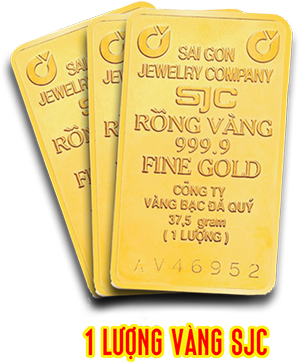 SAI GON
JEWELRY COMPANY
SJC
RỒNG VÀNG
999.9
FINE GOLD
CÔNG TY
VÀNG BẠC ĐÁ QUÝ
37,5 gram
( 1 LƯỢNG )
AV46952
1 LƯỢNG VÀNG SJC